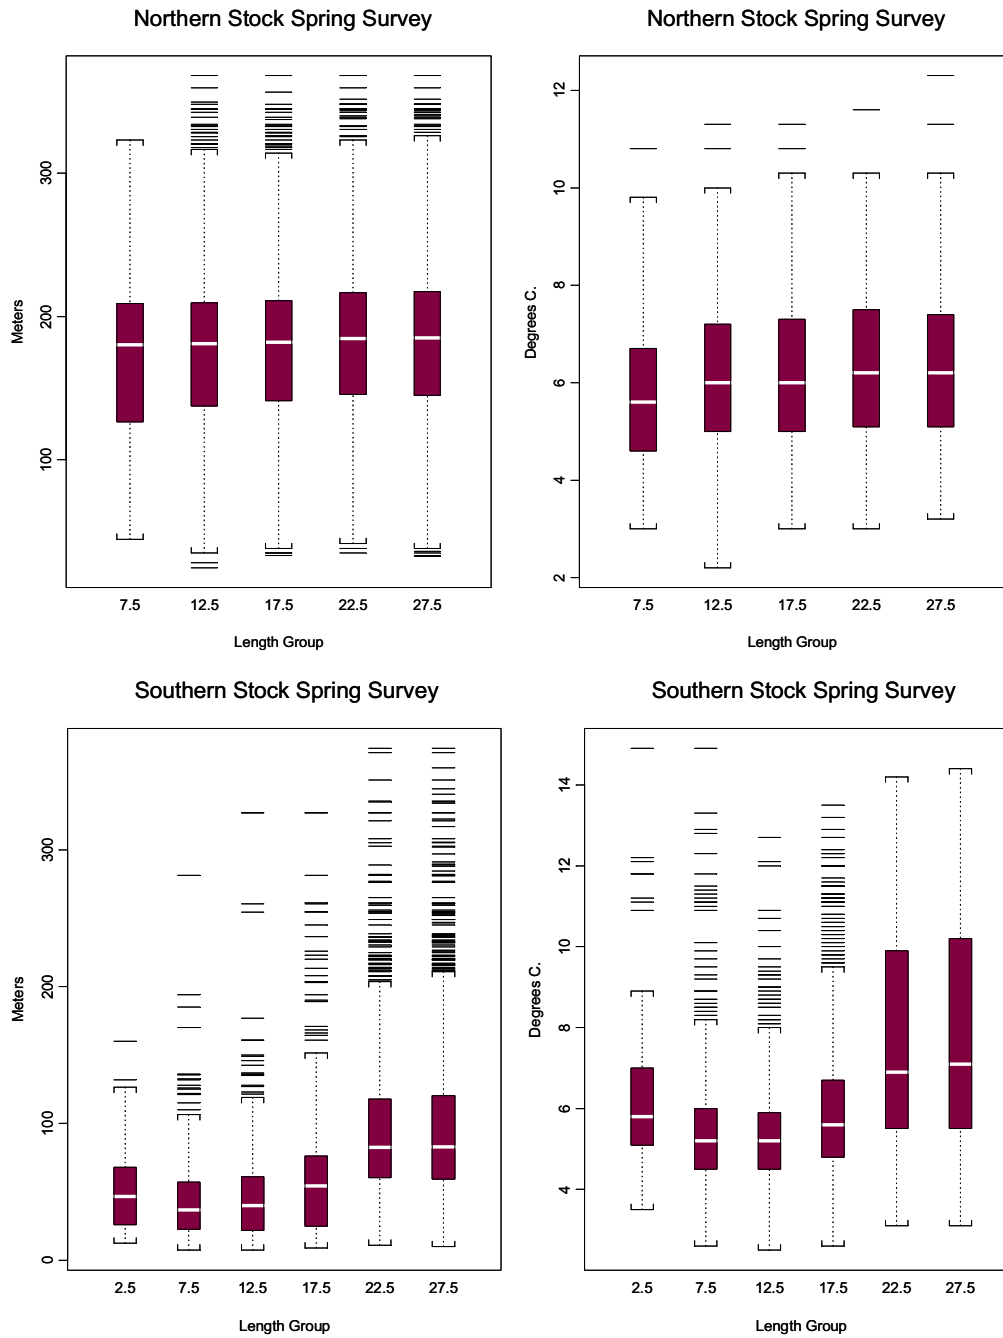 Northern Stock Spring Survey
Meters
300
200
100
7.5 12.5 17.5 22.5 27.5
Length Group
Northern Stock Spring Survey
Degrees C.
12
10
8
6
4
2
7.5 12.5 17.5 22.5 27.5
Length Group
Southern Stock Spring Survey
Meters
300
200
100
0
2.5 7.5 12.5 17.5 22.5 27.5
Length Group
Southern Stock Spring Survey
Degrees C.
14
12
10
8
6
4
2.5 7.5 12.5 17.5 22.5 27.5
Length Group